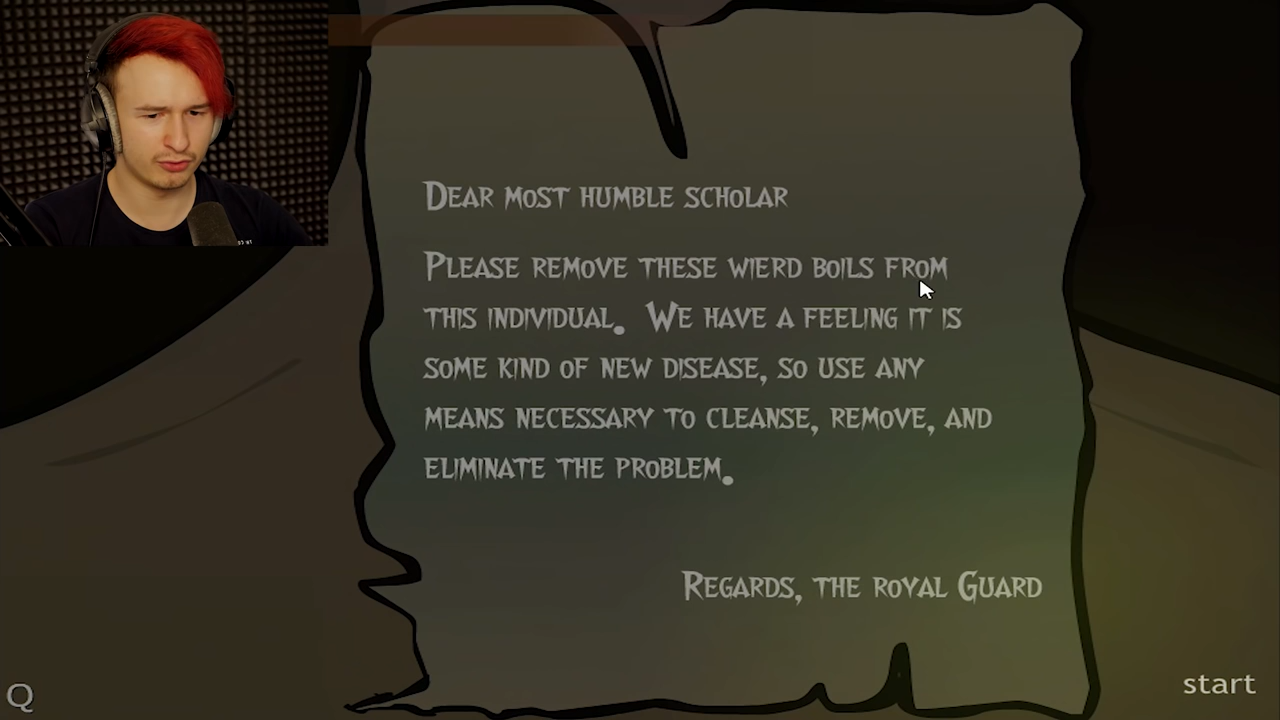 Dear most humble scholar
Please remove these wierd boils from
this individual. We have a feeling it is
some kind of new disease, so use any
means necessary to cleanse, remove, and
eliminate the problem.
Regards, the royal Guard
Q
start